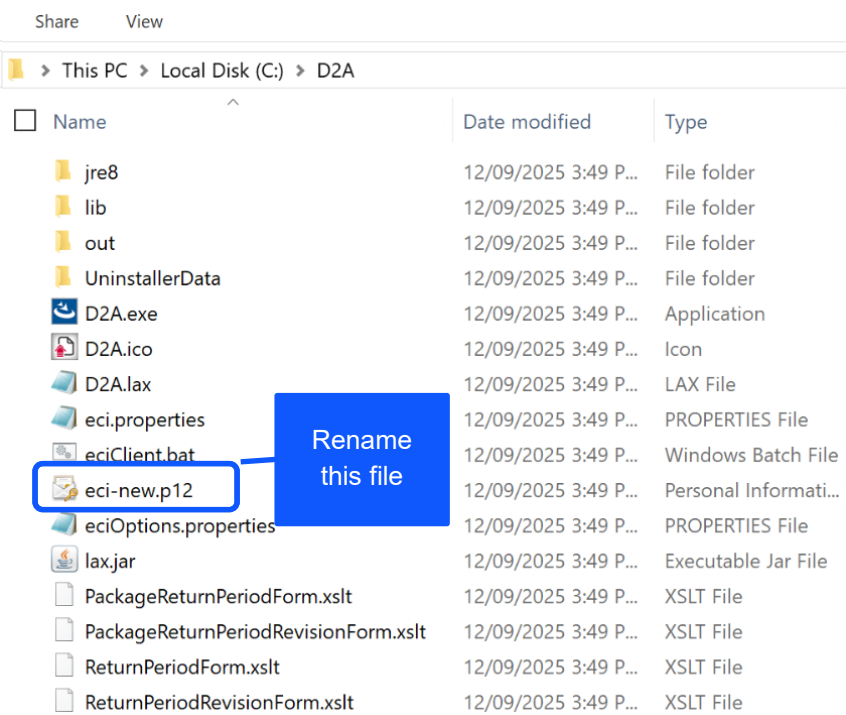 Share View
This PC > Local Disk (C:) > D2A
Name Date modified Type
jre8 12/09/2025 3:49 P... File folder
lib 12/09/2025 3:49 P... File folder
out 12/09/2025 3:49 P... File folder
UninstallerData 12/09/2025 3:49 P... File folder
D2A.exe 12/09/2025 3:49 P... Application
D2A.ico 12/09/2025 3:49 P... Icon
D2A.lax 12/09/2025 3:49 P... LAX File
eci.properties 12/09/2025 3:49 P... PROPERTIES File
Rename
this file
eciClient.bat 12/09/2025 3:49 P... Windows Batch File
eci-new.p12 12/09/2025 3:49 P... Personal Informati...
eciOptions.properties 12/09/2025 3:49 P... PROPERTIES File
lax.jar 12/09/2025 3:49 P... Executable Jar File
PackageReturnPeriodForm.xslt 12/09/2025 3:49 P... XSLT File
PackageReturnPeriodRevisionForm.xslt 12/09/2025 3:49 P... XSLT File
ReturnPeriodForm.xslt 12/09/2025 3:49 P... XSLT File
ReturnPeriodRevisionForm.xslt 12/09/2025 3:49 P... XSLT File